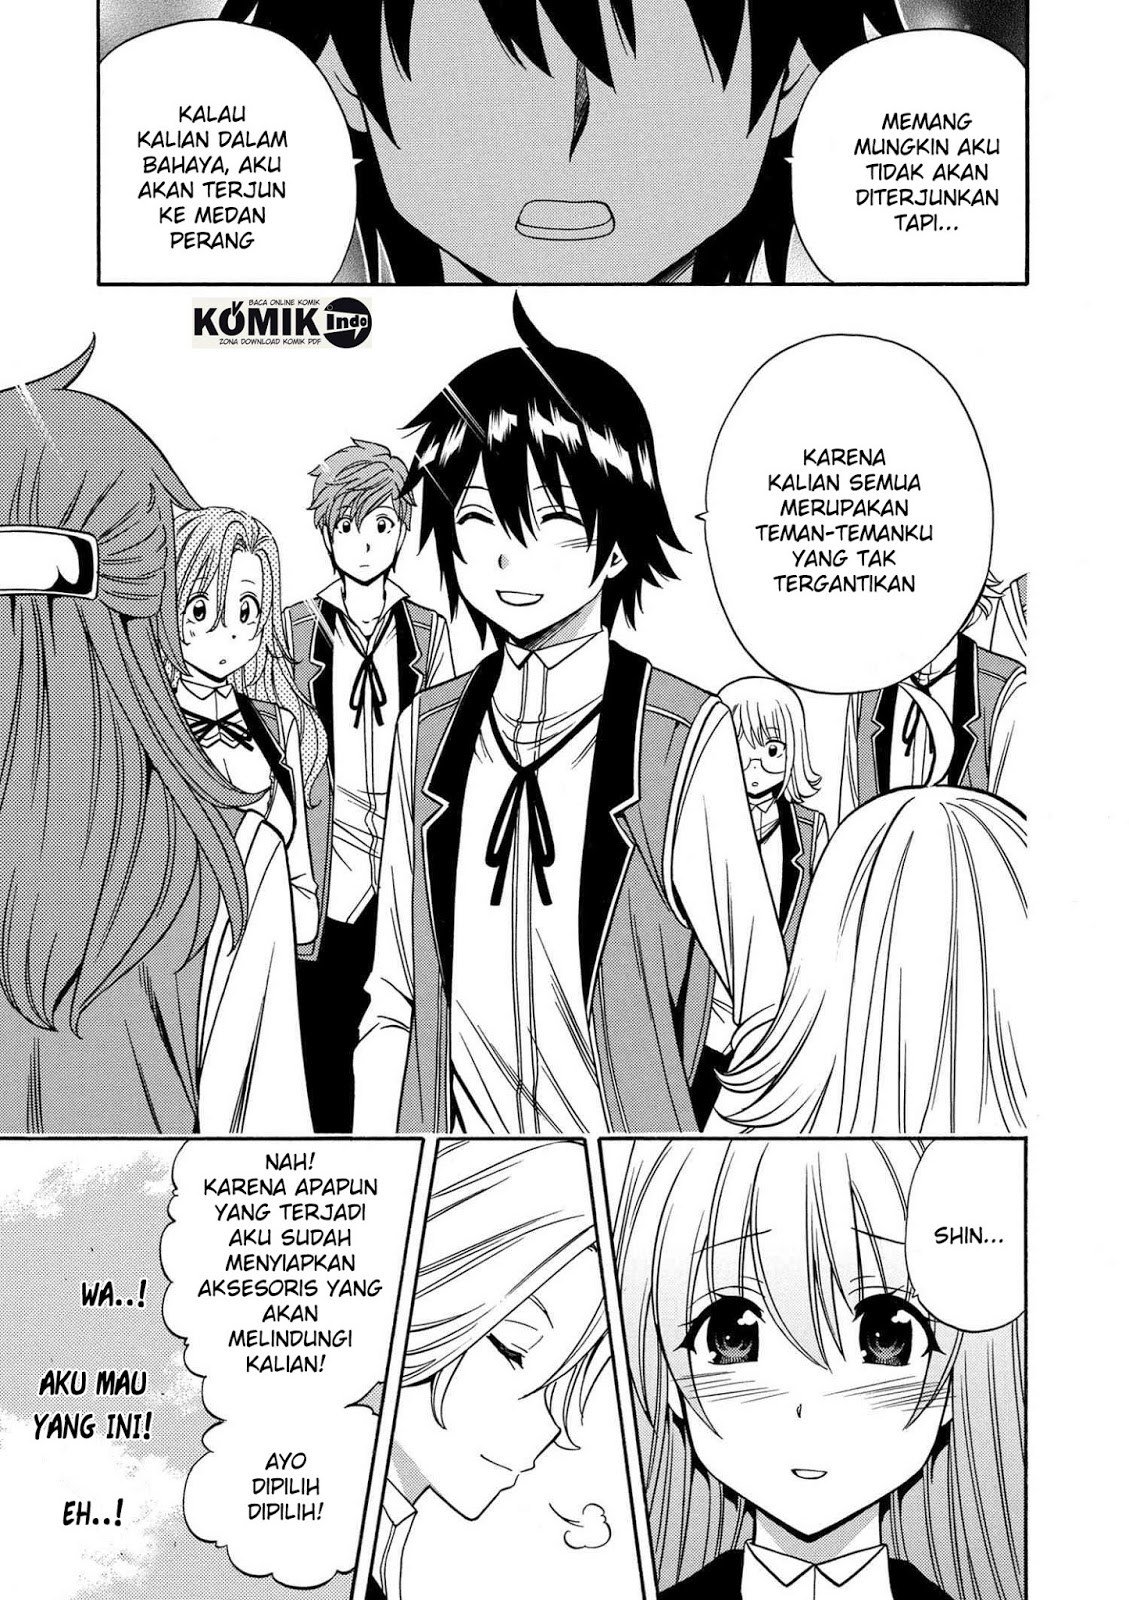 MEMANG
MUNGKIN AKU
TIDAK AKAN
DITERJUNKAN
TAPI...
KALAU
KALIAN DALAM
BAHAYA, AKU
AKAN TERJUN
KE MEDAN
PERANG
BACA ONLINE KOMIK
KOMIK Indo
ZONA DOWNLOAD KOMIK PDF
KARENA
KALIAN SEMUA
MERUPAKAN
TEMAN-TEMANKU
YANG TAK
TERGANTIKAN
SHIN...
NAH!
KARENA APAPUN
YANG TERJADI
AKU SUDAH
MENYIAPKAN
AKSESORIS YANG
AKAN
MELINDUNGI
KALIAN!
AYO
DIPILIH
DIPILIH!
WA..!
AKU MAU
YANG INI!
EH..!